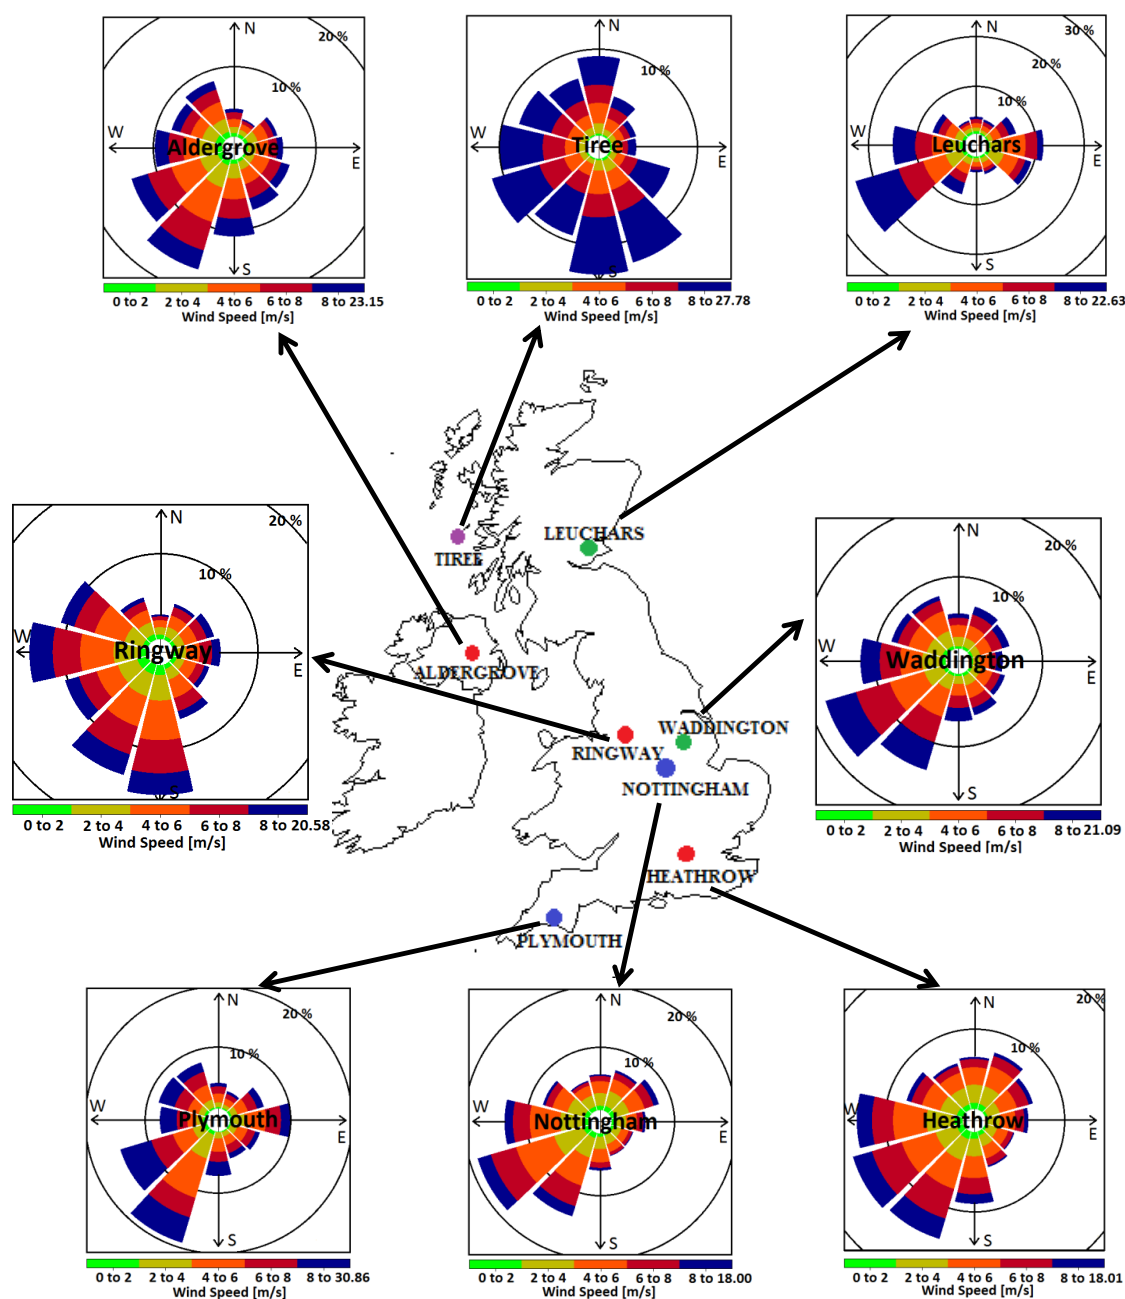 N
20 %
10 %
W
Aldergrove
E
S
0 to 2 2 to 4 4 to 6 6 to 8 8 to 23.15
Wind Speed [m/s]
N
10 %
Tiree
S
0 to 2 2 to 4 4 to 6 6 to 8 8 to 27.78
Wind Speed [m/s]
N
30 %
20 %
10 %
W
Leuchars
E
S
0 to 2 2 to 4 4 to 6 6 to 8 8 to 22.63
Wind Speed [m/s]
LEUCHARS
TIREE
ALDERGROVE
WADDINGTON
RINGWAY
NOTTINGHAM
HEATHROW
PLYMOUTH
N
20 %
10 %
W
Ringway
E
S
0 to 2 2 to 4 4 to 6 6 to 8 8 to 20.58
Wind Speed [m/s]
N
20 %
10 %
W
Waddington
E
S
0 to 2 2 to 4 4 to 6 6 to 8 8 to 21.09
Wind Speed [m/s]
N
20 %
10 %
W
Plymouth
E
S
0 to 2 2 to 4 4 to 6 6 to 8 8 to 30.86
Wind Speed [m/s]
N
20 %
10 %
W
Nottingham
E
S
0 to 2 2 to 4 4 to 6 6 to 8 8 to 18.00
Wind Speed [m/s]
N
20%
10 %
W
Heathrow
E
S
0 to 2 2 to 4 4 to 6 6 to 8 8 to 18.01
Wind Speed [m/s]